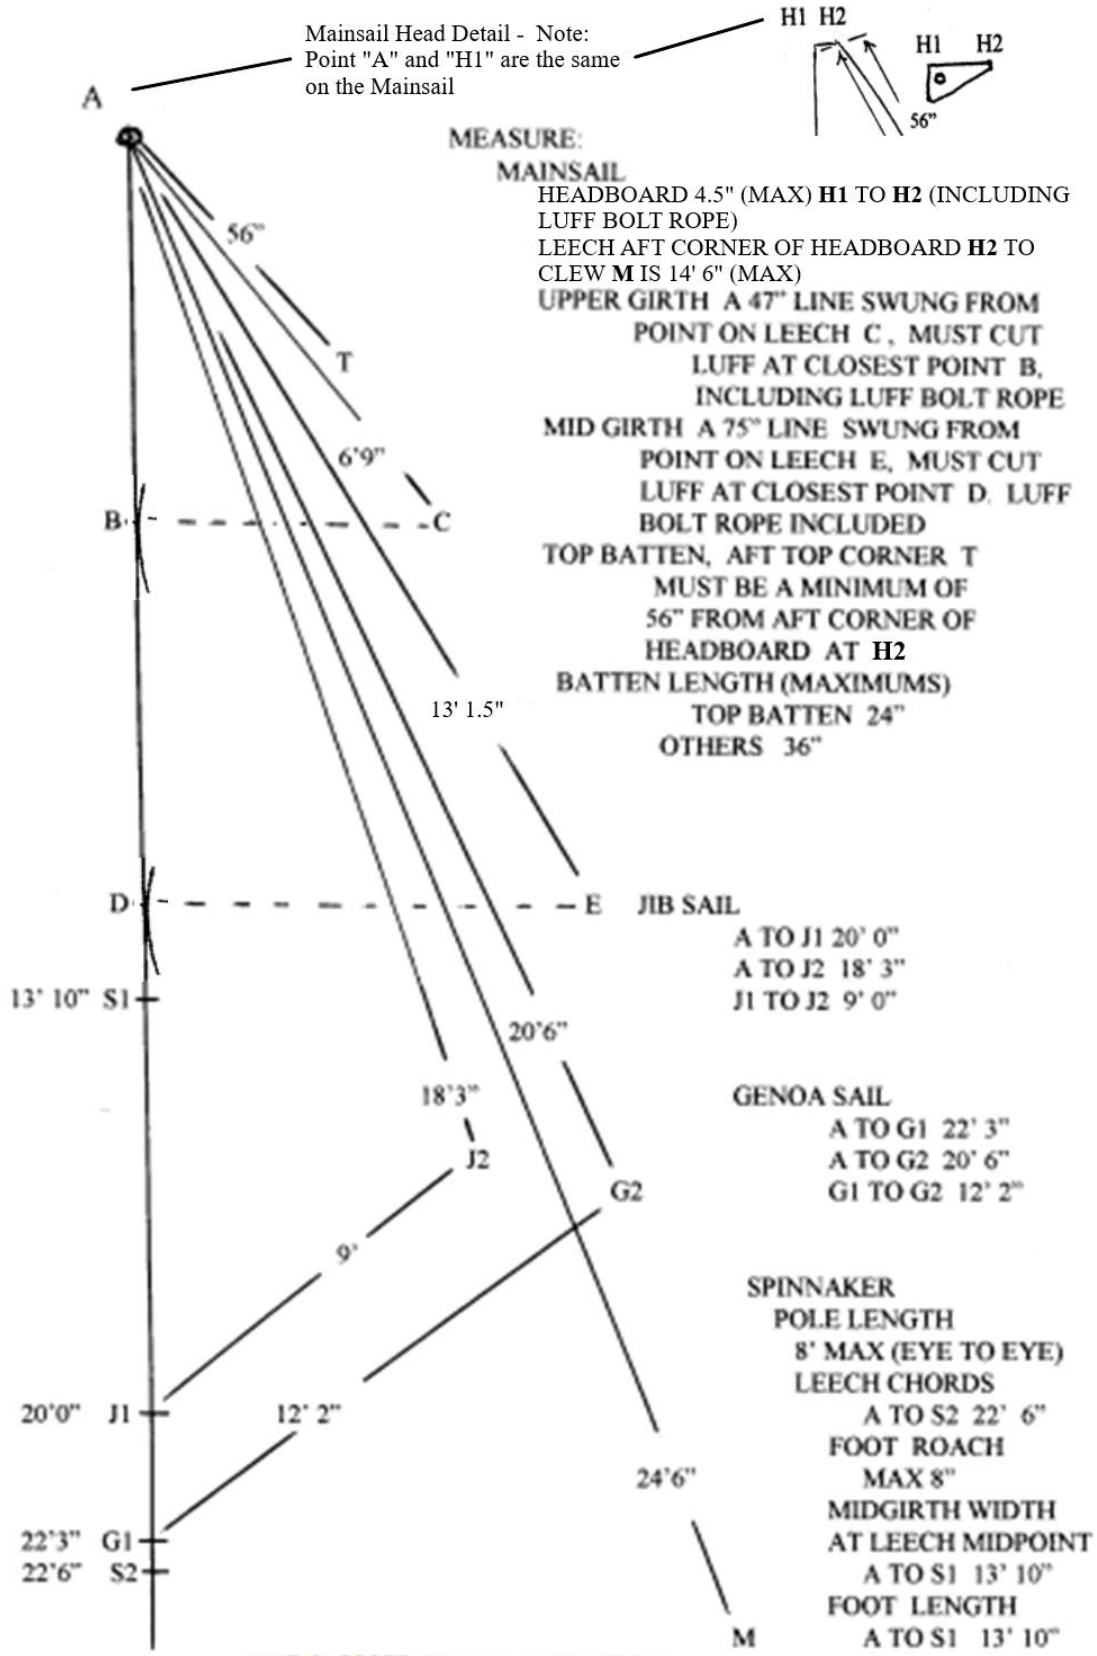 H1 H2
Mainsail Head Detail - Note:
Point "A" and "H1" are the same
on the Mainsail
H1 H2
56"
A
MEASURE:
MAINSAIL
HEADBOARD 4.5" (MAX) H1 TO H2 (INCLUDING
LUFF BOLT ROPE)
LEECH AFT CORNER OF HEADBOARD H2 TO
CLEW M IS 14' 6" (MAX)
UPPER GIRTH A 47" LINE SWUNG FROM
POINT ON LEECH C, MUST CUT
LUFF AT CLOSEST POINT B,
INCLUDING LUFF BOLT ROPE
MID GIRTH A 75" LINE SWUNG FROM
POINT ON LEECH E, MUST CUT
LUFF AT CLOSEST POINT D. LUFF
BOLT ROPE INCLUDED
TOP BATTEN, AFT TOP CORNER T
MUST BE A MINIMUM OF
56" FROM AFT CORNER OF
HEADBOARD AT H2
BATTEN LENGTH (MAXIMUMS)
TOP BATTEN 24"
OTHERS 36"
56"
T
6'9"
B
C
13' 1.5"
D
E
JIB SAIL
A TO J1 20' 0"
A TO J2 18' 3"
J1 TO J2 9' 0"
13' 10" S1
20'6"
18'3"
J2
G2
GENOA SAIL
A TO G1 22' 3"
A TO G2 20' 6"
G1 TO G2 12' 2"
9'
SPINNAKER
POLE LENGTH
8' MAX (EYE TO EYE)
LEECH CHORDS
A TO S2 22' 6"
FOOT ROACH
MAX 8"
MIDGIRTH WIDTH
AT LEECH MIDPOINT
A TO S1 13' 10"
FOOT LENGTH
A TO S1 13' 10"
20'0" J1
12' 2"
24'6"
22'3" G1
22'6" S2
M